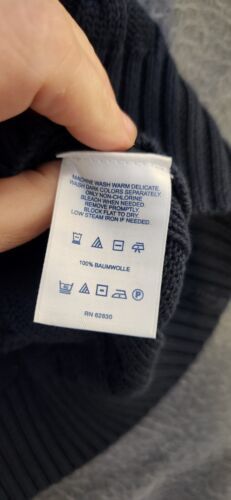 MACHINE WASH WARM DELICATE.
WASH DARK COLORS SEPARATELY.
ONLY NON-CHLORINE
BLEACH WHEN NEEDED.
REMOVE PROMPTLY.
BLOCK FLAT TO DRY.
LOW STEAM IRON IF NEEDED.
100% BAUMWOLLE
P
RN 82830